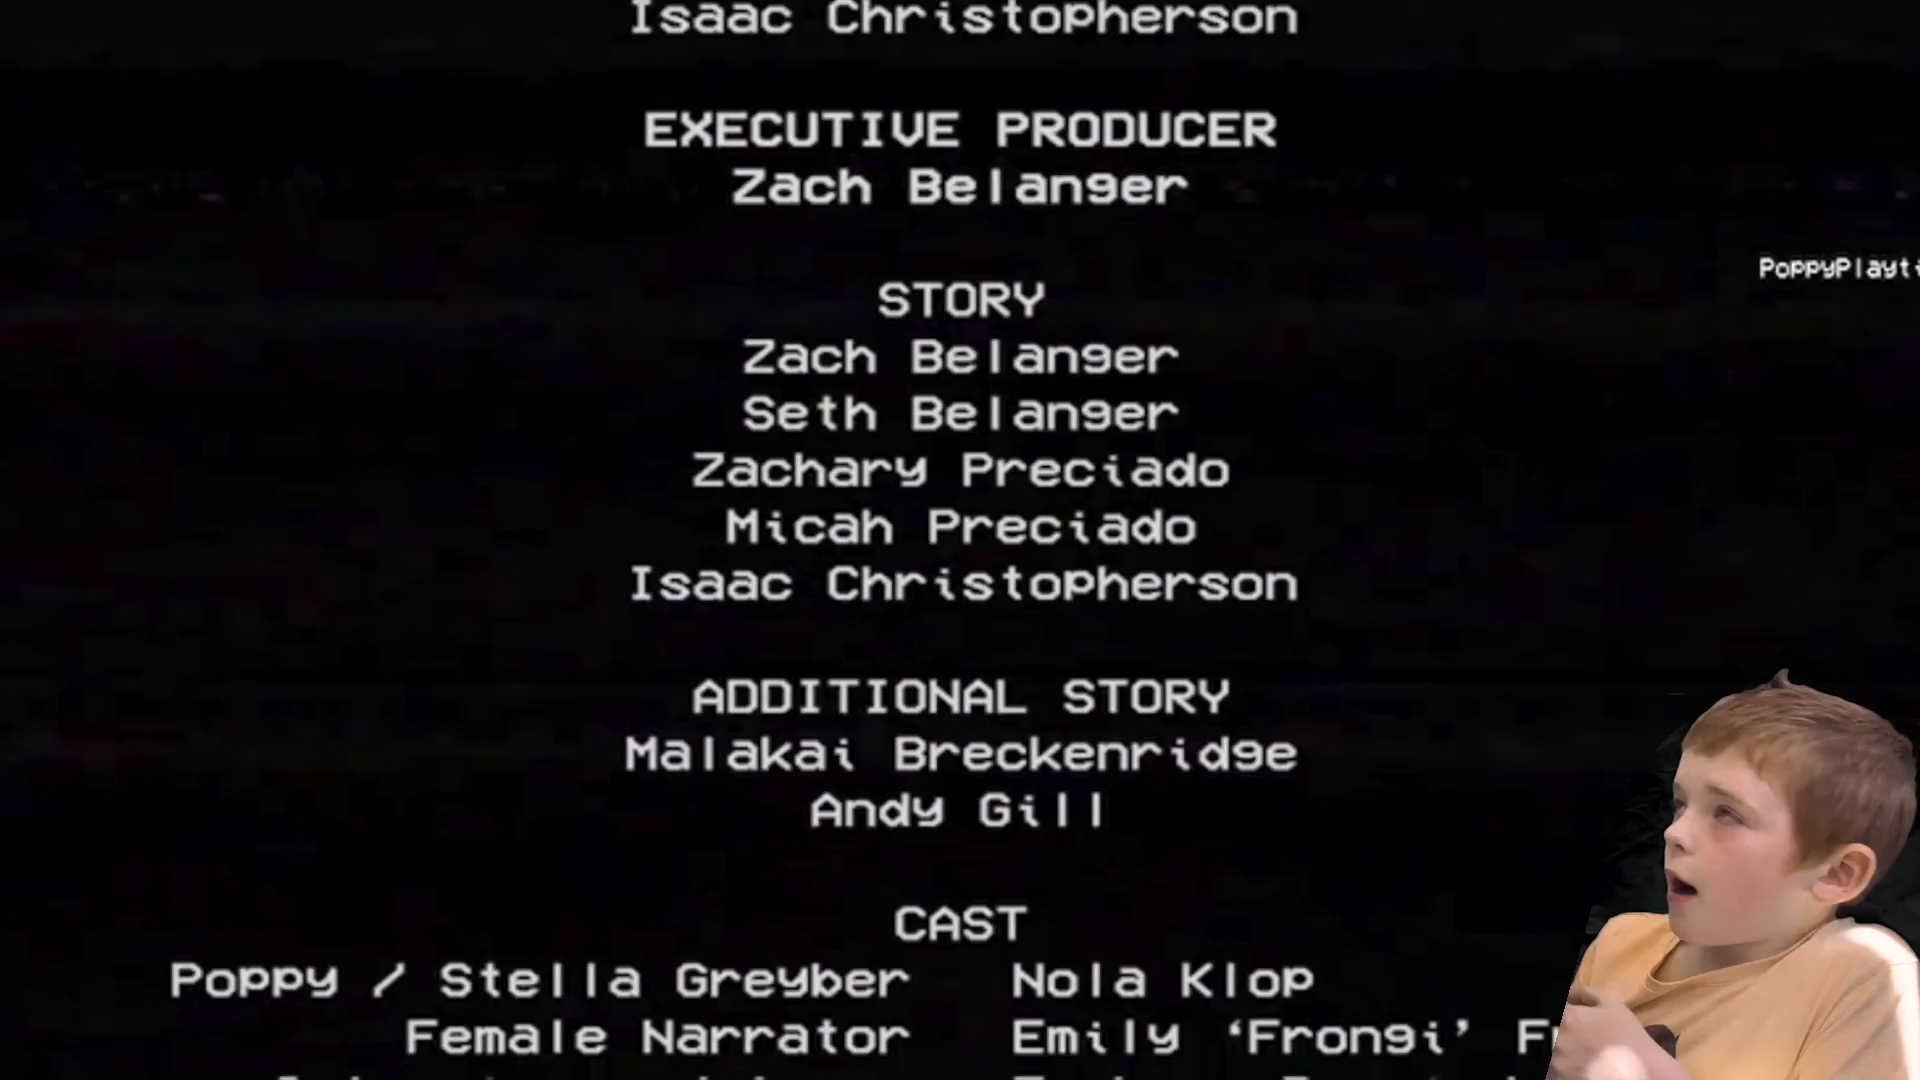 Isaac Christopherson
EXECUTIVE PRODUCER
Zach Belanger
PoppyPlayti
STORY
Zach Belanger
Seth Belanger
Zachary Preciado
Micah Preciado
Isaac Christopherson
ADDITIONAL STORY
Malakai Breckenridge
Andy Gill
CAST
Poppy / Stella Greyber Nola Klop
Female Narrator Emily ‘Frongi’